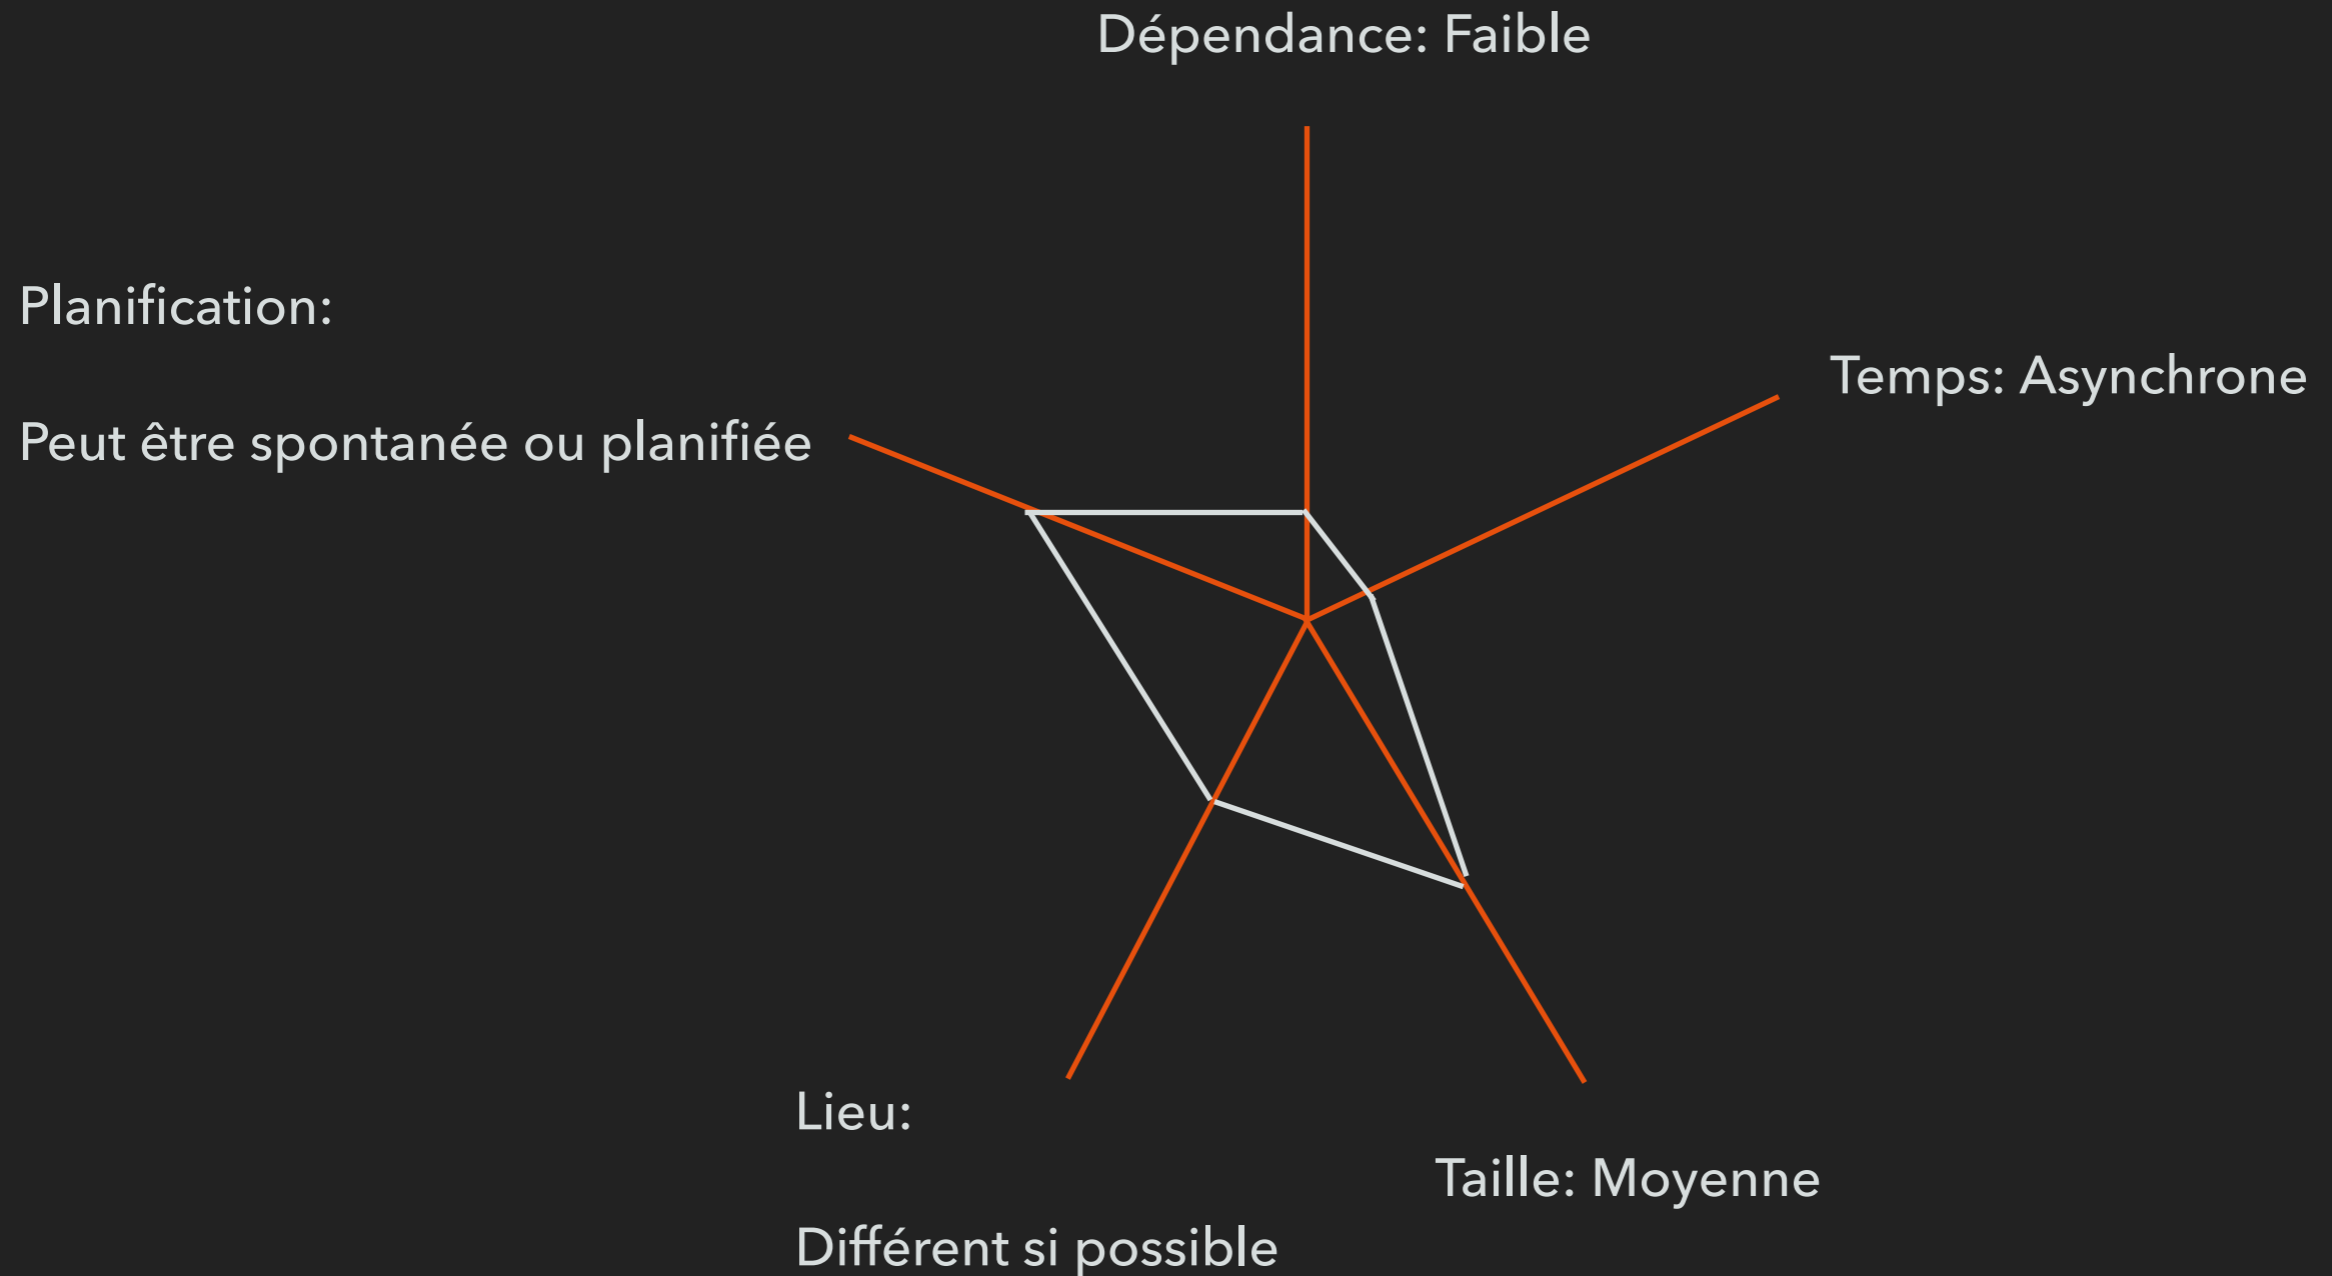 Dépendance: Faible
Planification:
Peut être spontanée ou planifiée
Temps: Asynchrone
Lieu:
Différent si possible
Taille: Moyenne